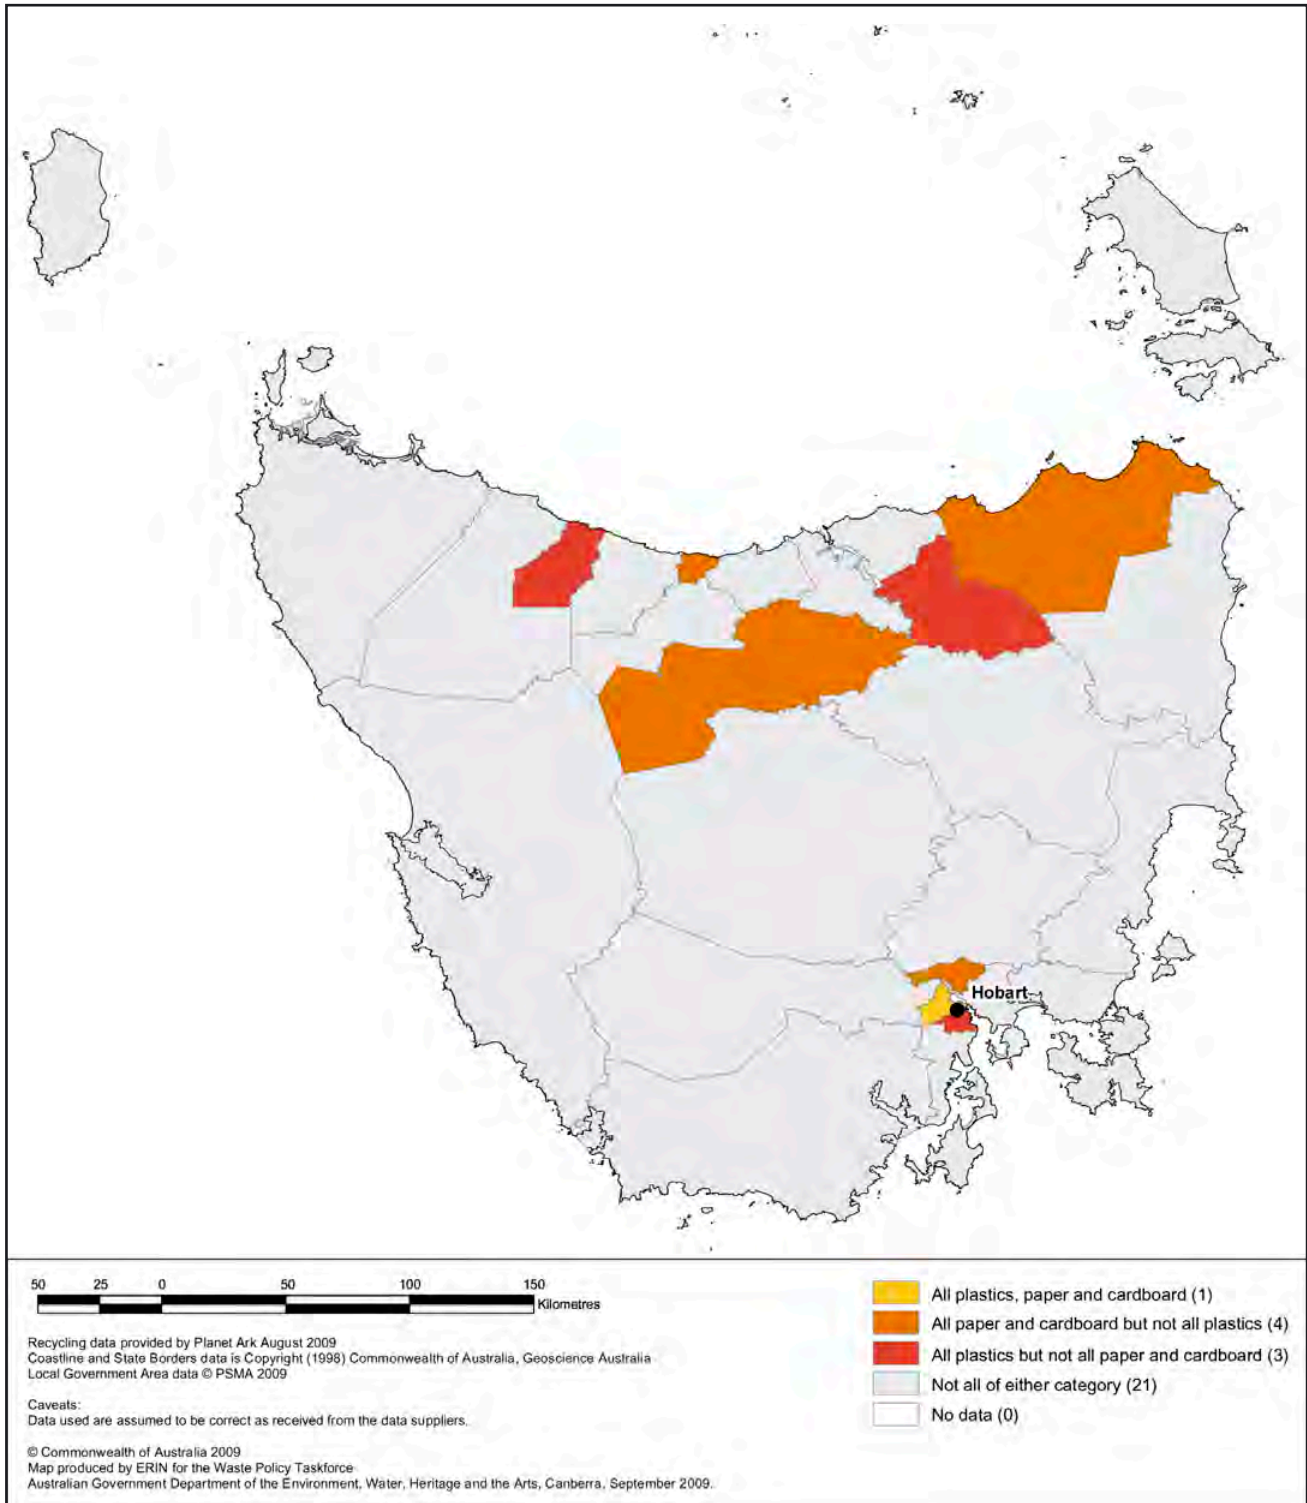 Hobart
50 25 0 50 100 150
Kilometres
Recycling data provided by Planet Ark August 2009
Coastline and State Borders data is Copyright (1998) Commonwealth of Australia, Geoscience Australia
Local Government Area data © PSMA 2009
Caveats:
Data used are assumed to be correct as received from the data suppliers.
© Commonwealth of Australia 2009
Map produced by ERIN for the Waste Policy Taskforce
Australian Government Department of the Environment, Water, Heritage and the Arts, Canberra, September 2009.
All plastics, paper and cardboard (1)
All paper and cardboard but not all plastics (4)
All plastics but not all paper and cardboard (3)
Not all of either category (21)
No data (0)